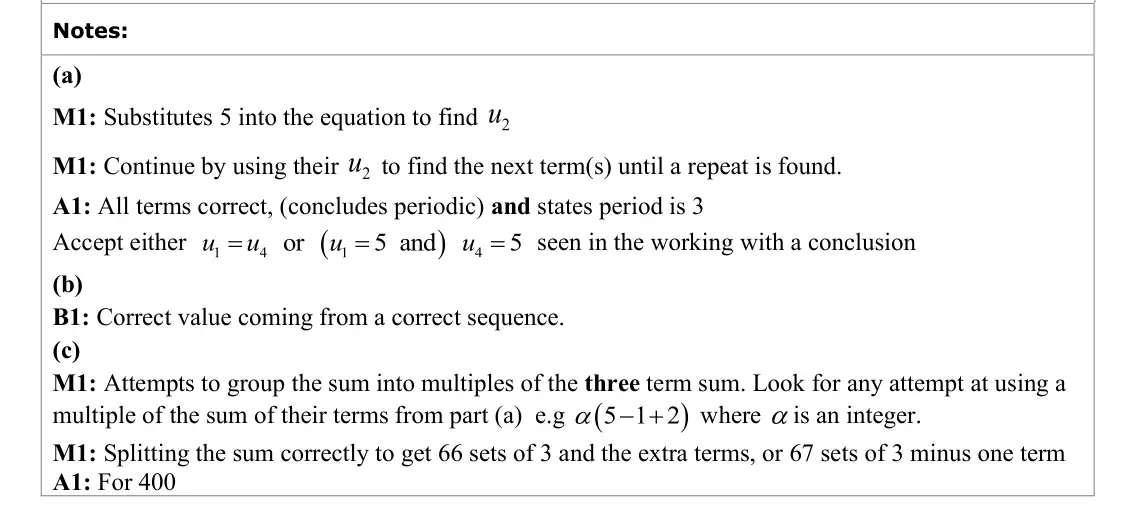 Notes:
(a)
M1: Substitutes 5 into the equation to find u₂
M1: Continue by using their u₂ to find the next term(s) until a repeat is found.
A1: All terms correct, (concludes periodic) and states period is 3
Accept either u₁ = u₄ or (u₁ = 5 and) u₄ = 5 seen in the working with a conclusion
(b)
B1: Correct value coming from a correct sequence.
(c)
M1: Attempts to group the sum into multiples of the three term sum. Look for any attempt at using a
multiple of the sum of their terms from part (a) e.g α(5−1+2) where α is an integer.
M1: Splitting the sum correctly to get 66 sets of 3 and the extra terms, or 67 sets of 3 minus one term
A1: For 400